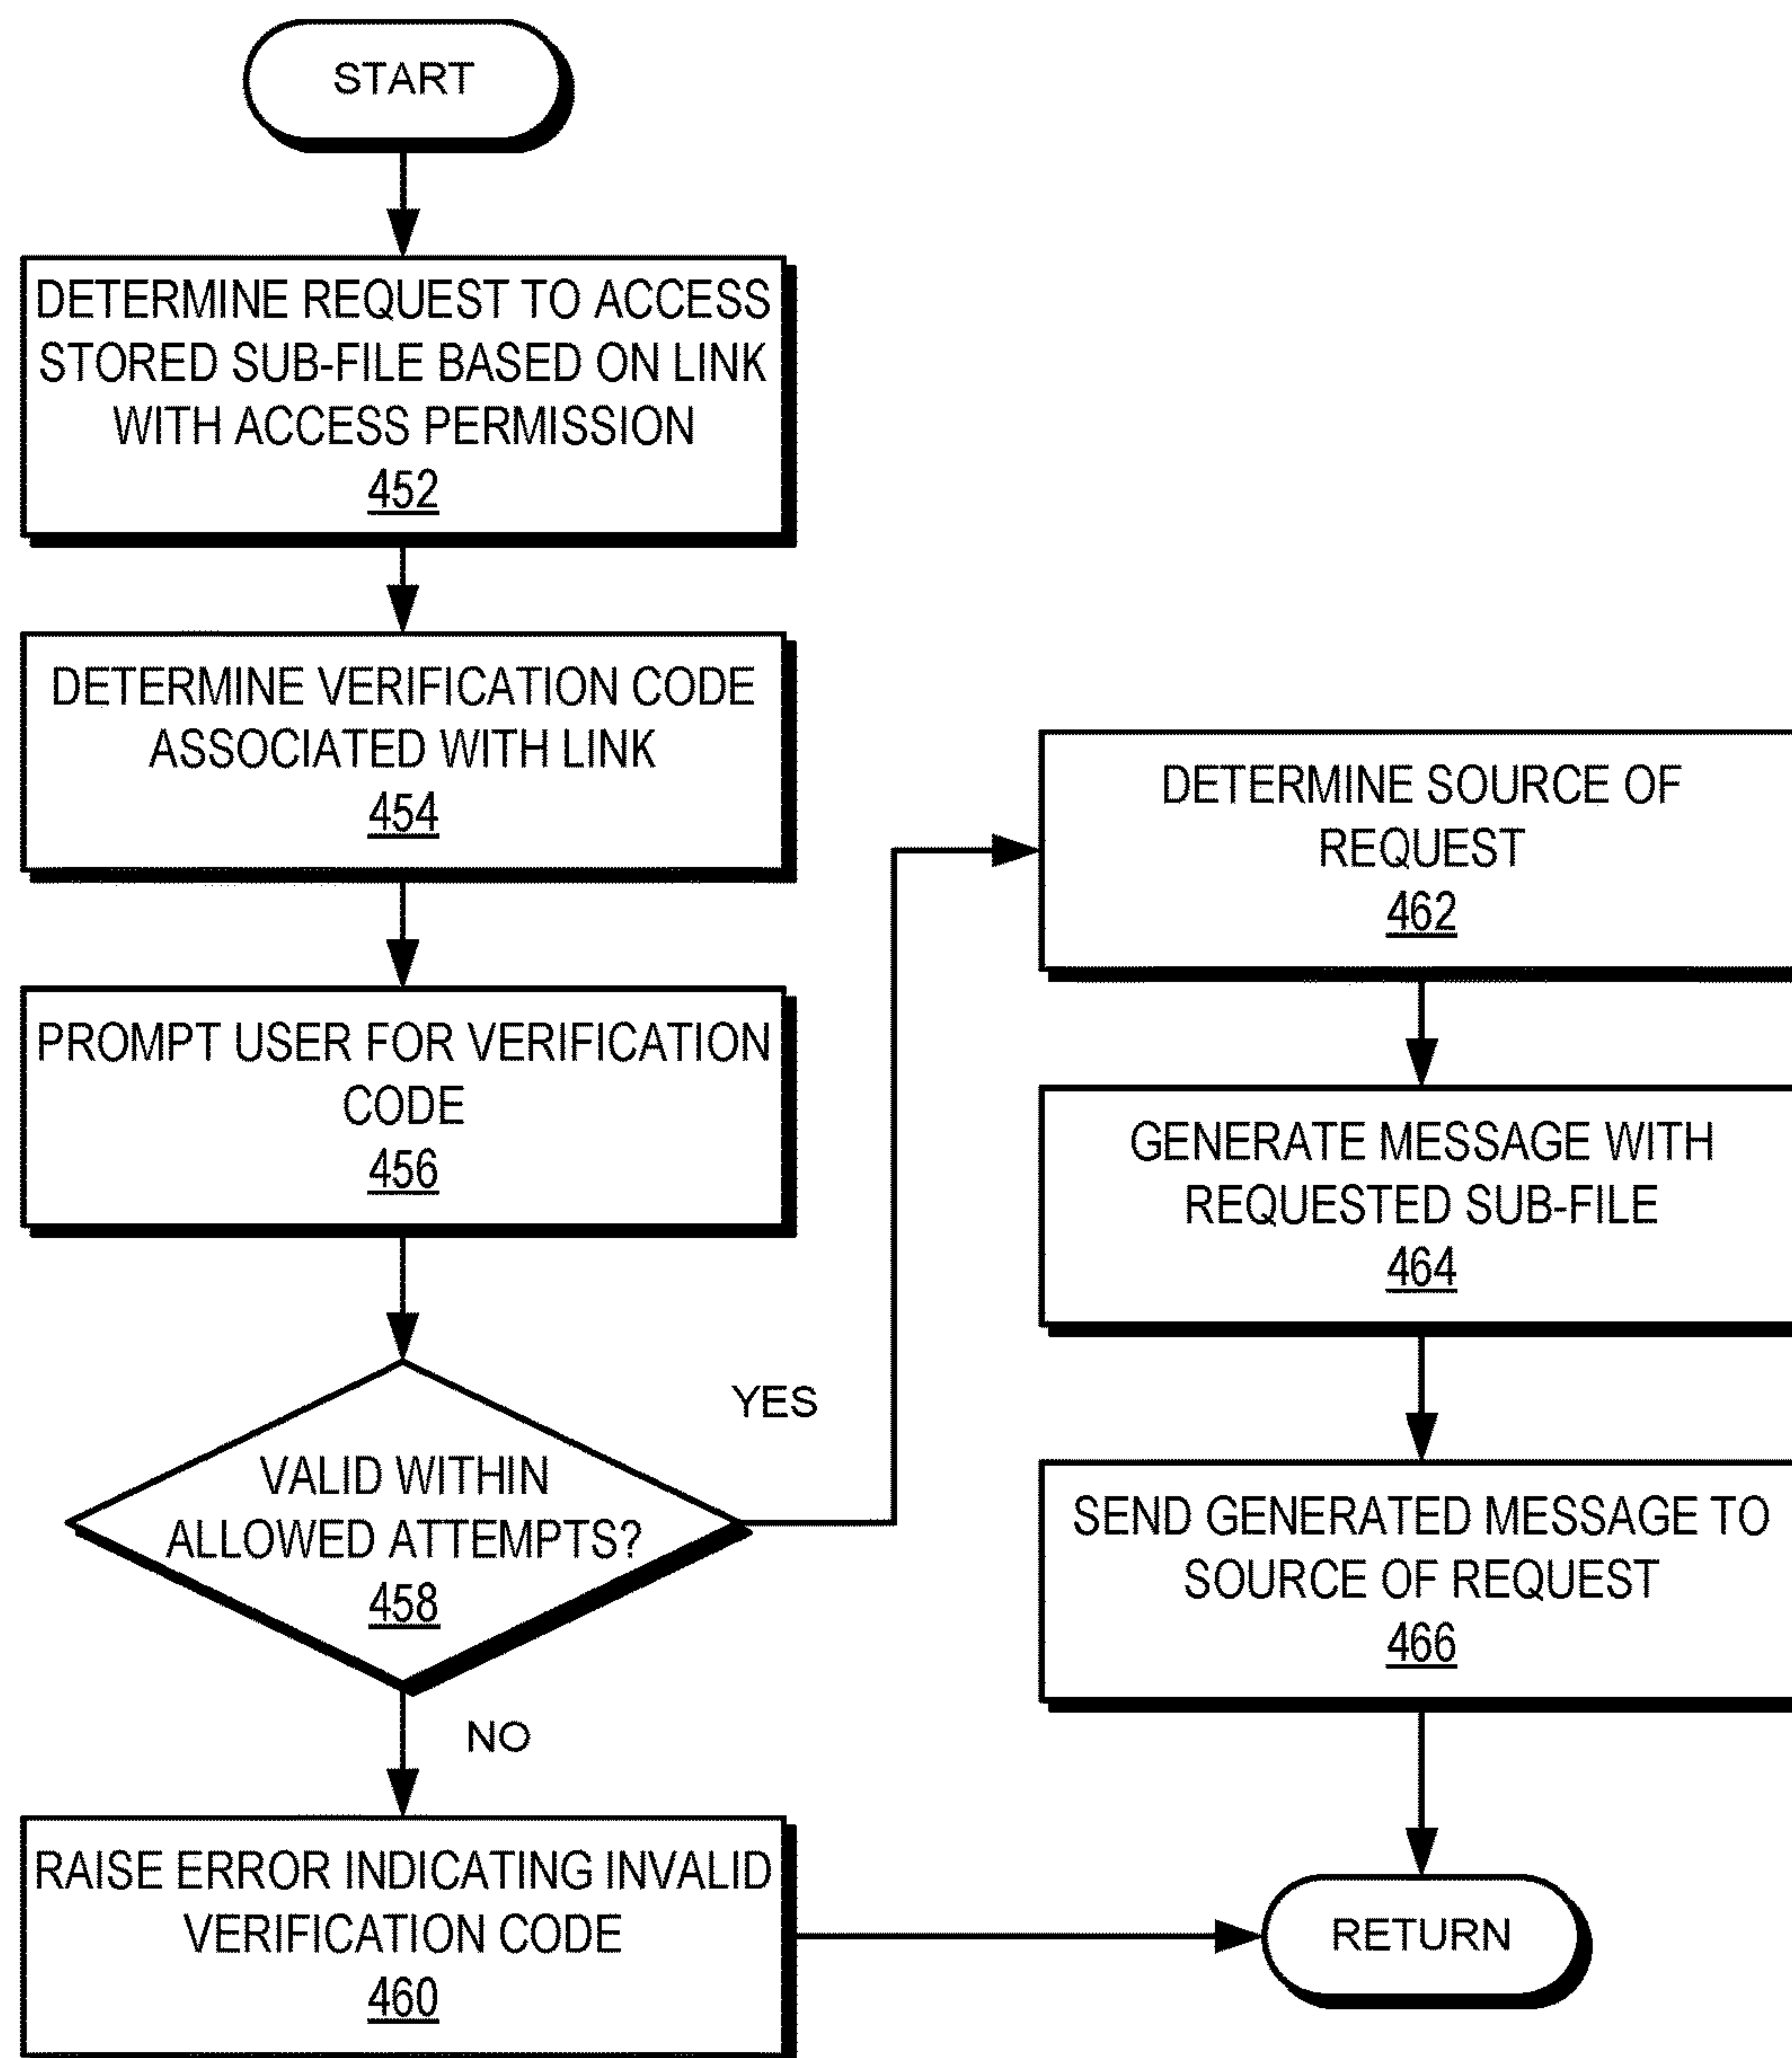 START
DETERMINE REQUEST TO ACCESS
STORED SUB-FILE BASED ON LINK
WITH ACCESS PERMISSION
452
DETERMINE VERIFICATION CODE
ASSOCIATED WITH LINK
454
PROMPT USER FOR VERIFICATION
CODE
456
VALID WITHIN
ALLOWED ATTEMPTS?
458
YES
NO
RAISE ERROR INDICATING INVALID
VERIFICATION CODE
460
DETERMINE SOURCE OF
REQUEST
462
GENERATE MESSAGE WITH
REQUESTED SUB-FILE
464
SEND GENERATED MESSAGE TO
SOURCE OF REQUEST
466
RETURN